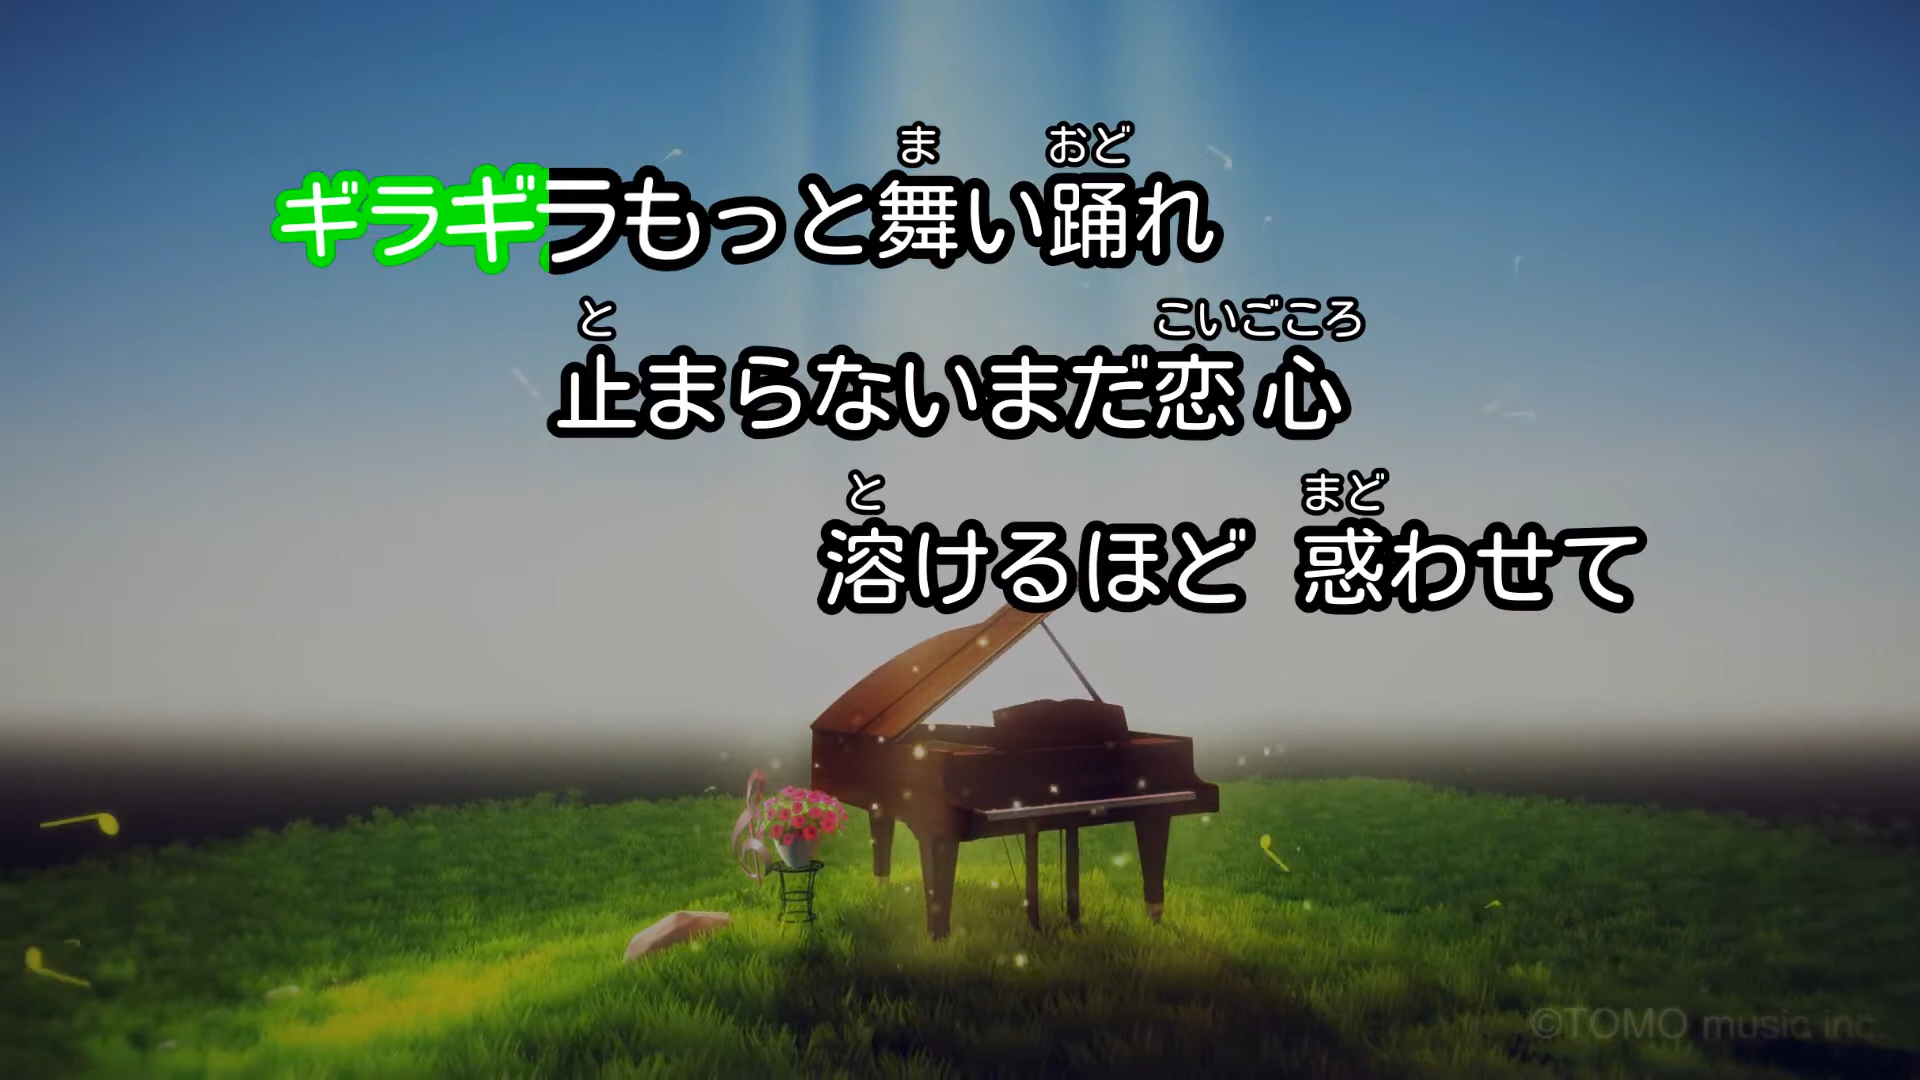 ま おど
ギラギラもっと舞い踊れ
と こいごころ
止まらないまだ恋心
と まど
溶けるほど 惑わせて
©TOMO music inc.